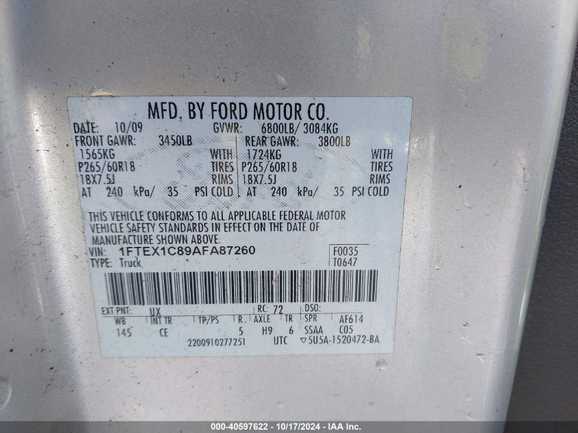 MFD. BY FORD MOTOR CO.
DATE: 10/09 GVWR: 6800LB/ 3084KG
FRONT GAWR: 3450LB REAR GAWR: 3800LB
1565KG WITH 1724KG WITH
P265/60R18 TIRES P265/60R18 TIRES
18X7.5J RIMS 18X7.5J RIMS
AT 240 kPa/ 35 PSI COLD AT 240 kPa/ 35 PSI COLD
THIS VEHICLE CONFORMS TO ALL APPLICABLE FEDERAL MOTOR
VEHICLE SAFETY STANDARDS IN EFFECT ON THE DATE OF
MANUFACTURE SHOWN ABOVE.
VIN: 1FTEX1C89AFA87260 F0035
TYPE: Truck T0647
EXT PNT: UX RC: 72 DSO:
WB INT TR TP/PS R AXLE TR SPR AF614
145 CE 5 H9 6 SSAA C05
2200910277251 UTC ▽5U5A-1520472-BA
000-40597622 - 10/17/2024 - IAA Inc.